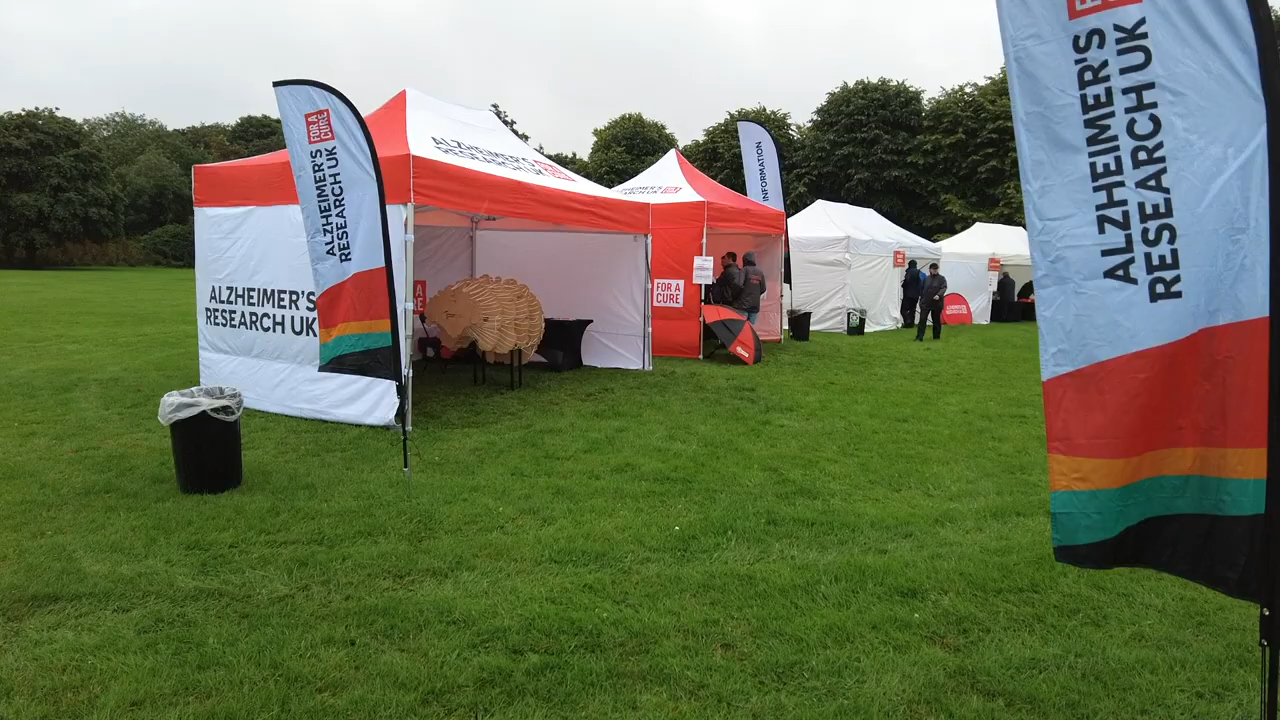 FOR A
CURE
ALZHEIMER'S
RESEARCH UK
ALZHEIMER'S
RESEARCH UK
ALZHEIMER'S
RESEARCH UK
RESEARCH UK
FOR A
CURE
INFORMATION
ALZHEIMER'S
RESEARCH UK